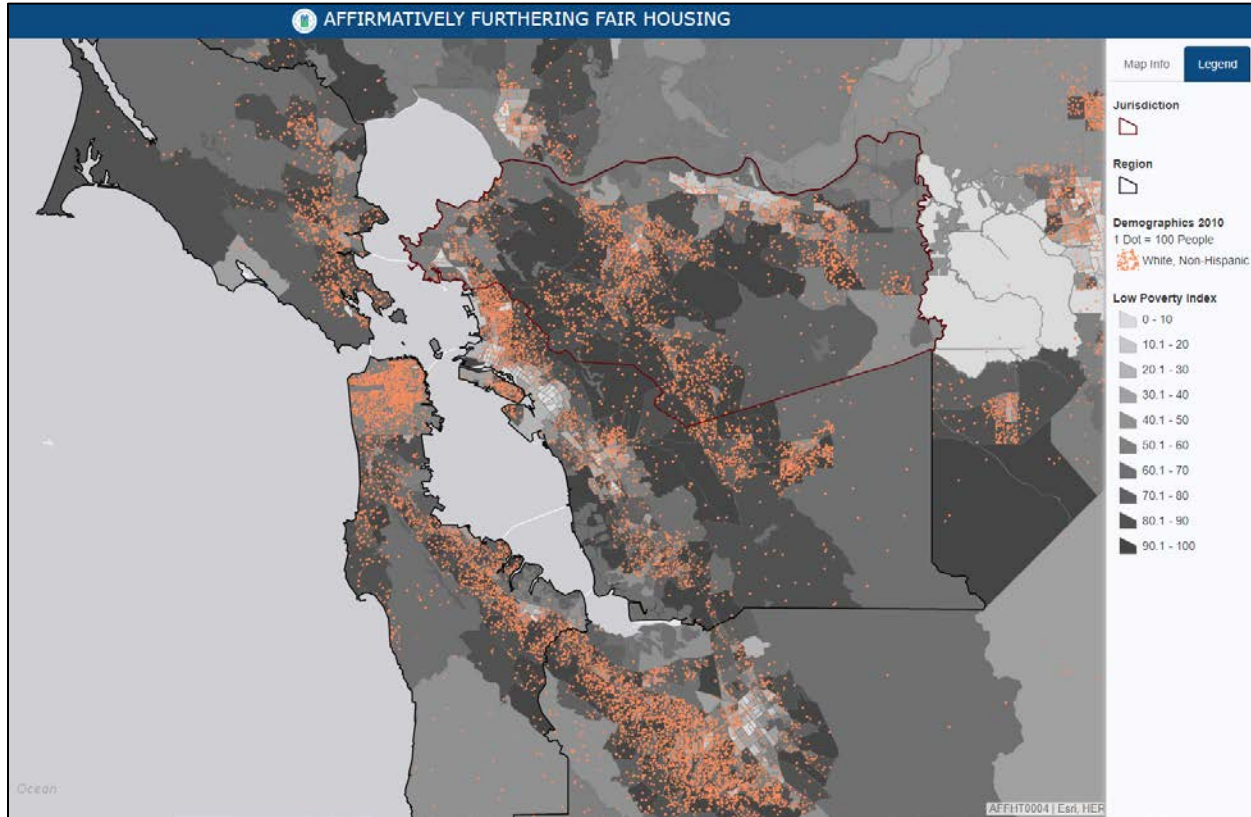 AFFIRMATIVELY FURTHERING FAIR HOUSING
Map Info
Legend
Jurisdiction
Region
Demographics 2010
1 Dot = 100 People
White, Non-Hispanic
Low Poverty Index
0 - 10
10.1 - 20
20.1 - 30
30.1 - 40
40.1 - 50
50.1 - 60
60.1 - 70
70.1 - 80
80.1 - 90
90.1 - 100
Ocean
AFFHT0004 | Esri, HER